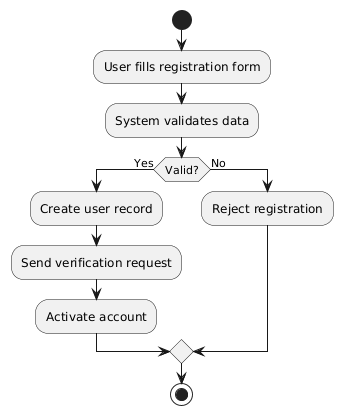 User fills registration form
System validates data
Yes
Valid?
No
Create user record
Reject registration
Send verification request
Activate account